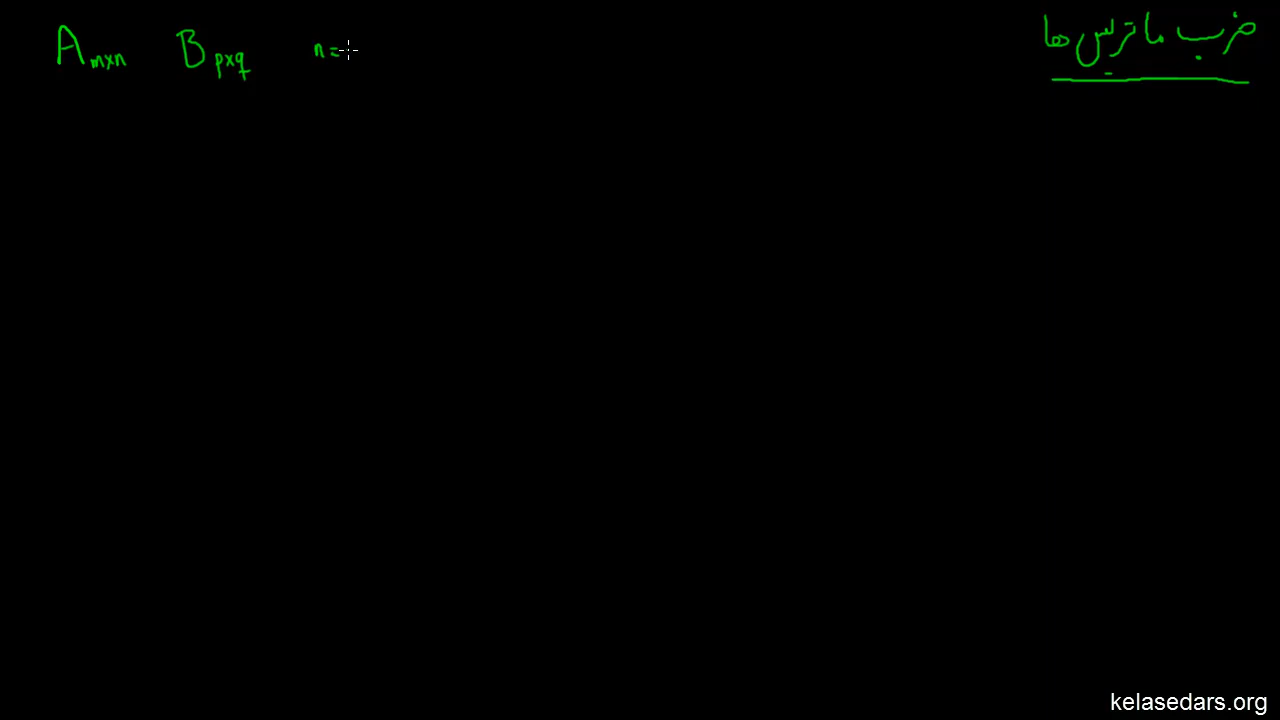 ضرب ماتریس ها
A m×n B p×q n=
kelasedars.org